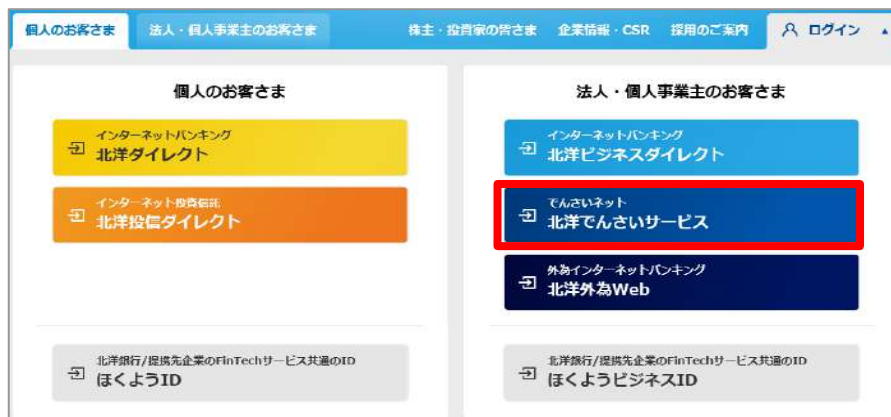 個人のお客さま
法人・個人事業主のお客さま
株主・投資家の皆さま
企業情報・CSR
採用のご案内
ログイン
個人のお客さま
インターネットバンキング
北洋ダイレクト
インターネット投資信託
北洋投信ダイレクト
北洋銀行/提携先企業のFinTechサービス共通のID
ほくようID
法人・個人事業主のお客さま
インターネットバンキング
北洋ビジネスダイレクト
でんさいネット
北洋でんさいサービス
外為インターネットバンキング
北洋外為Web
北洋銀行/提携先企業のFinTechサービス共通のID
ほくようビジネスID